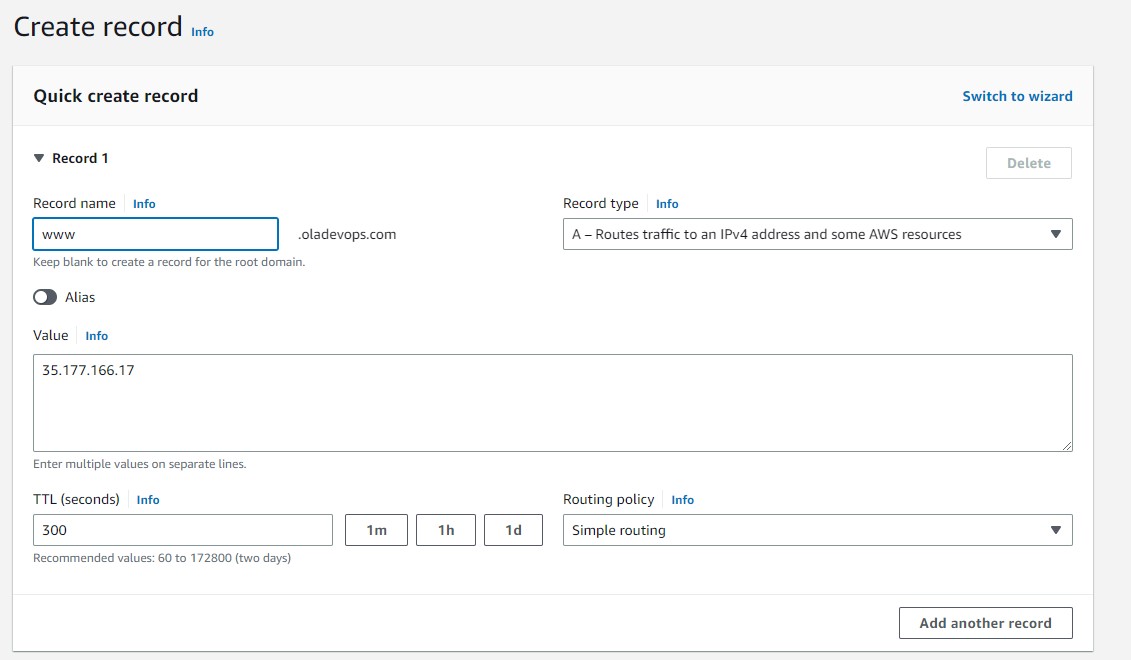 Create record Info
Quick create record
Switch to wizard
Record 1
Delete
Record name Info
www .oladevops.com
Keep blank to create a record for the root domain.
Record type Info
A – Routes traffic to an IPv4 address and some AWS resources
Alias
Value Info
35.177.166.17
Enter multiple values on separate lines.
TTL (seconds) Info
300 1m 1h 1d
Recommended values: 60 to 172800 (two days)
Routing policy Info
Simple routing
Add another record